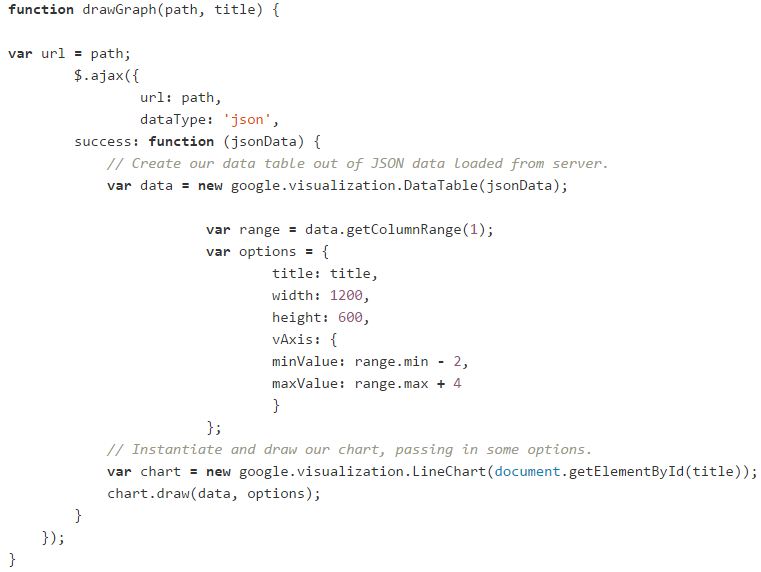 function drawGraph(path, title) {
var url = path;
$.ajax({
url: path,
dataType: 'json',
success: function (jsonData) {
// Create our data table out of JSON data loaded from server.
var data = new google.visualization.DataTable(jsonData);
var range = data.getColumnRange(1);
var options = {
title: title,
width: 1200,
height: 600,
vAxis: {
minValue: range.min - 2,
maxValue: range.max + 4
}
};
// Instantiate and draw our chart, passing in some options.
var chart = new google.visualization.LineChart(document.getElementById(title));
chart.draw(data, options);
}
});
}